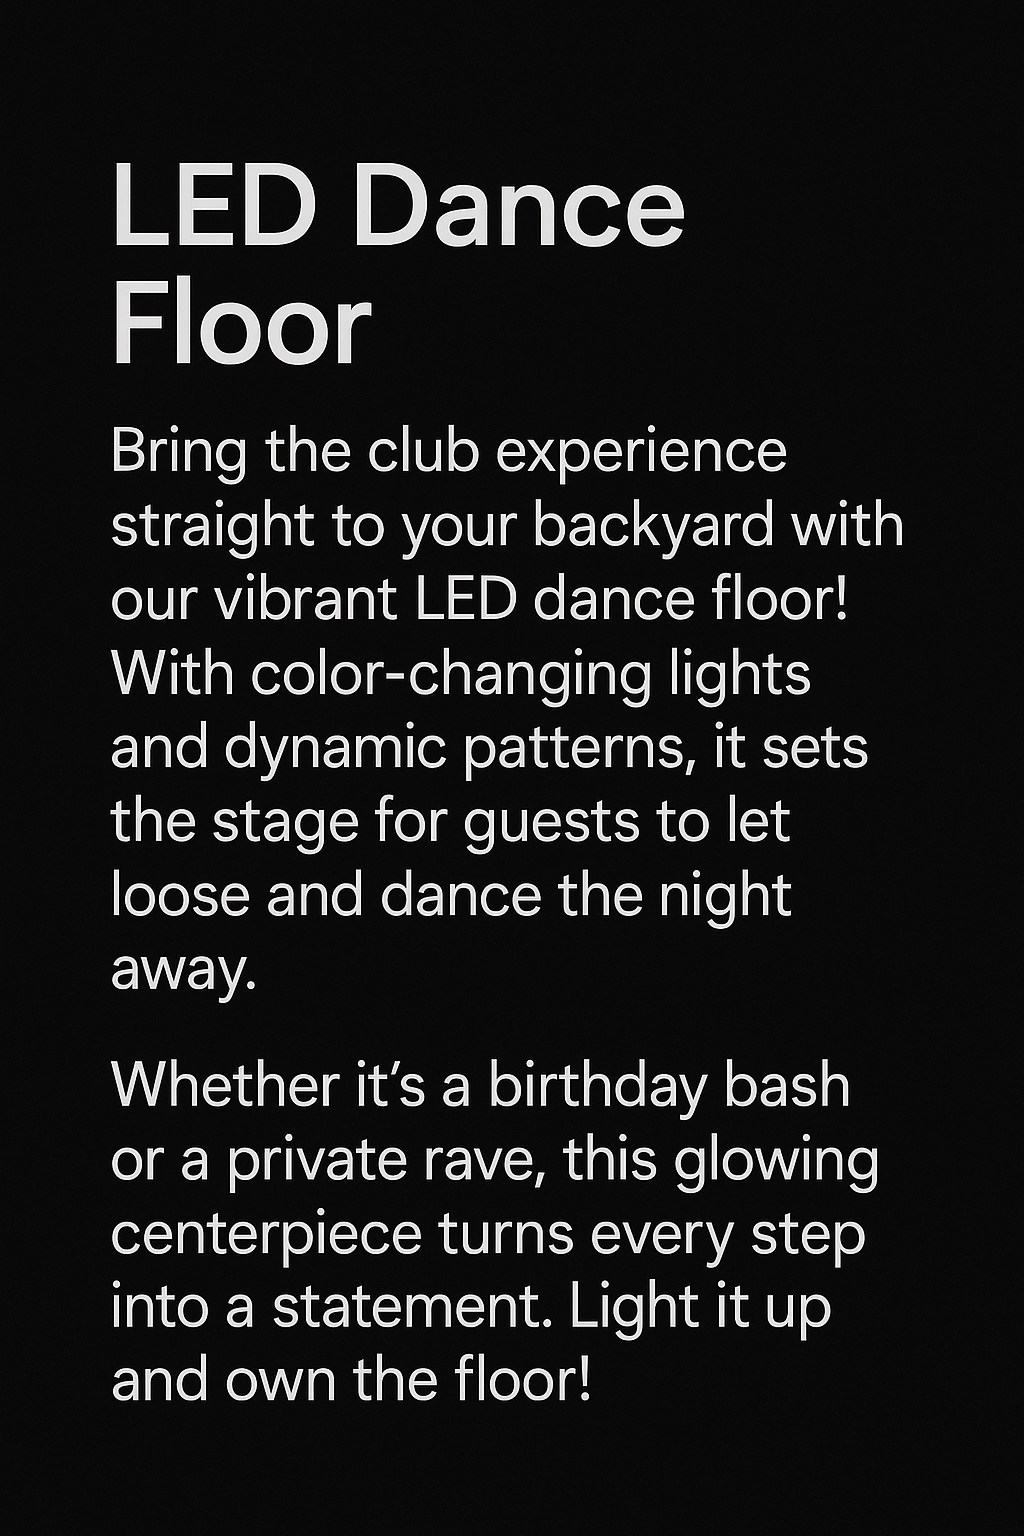 LED Dance
Floor
Bring the club experience
straight to your backyard with
our vibrant LED dance floor!
With color-changing lights
and dynamic patterns, it sets
the stage for guests to let
loose and dance the night
away.
Whether it’s a birthday bash
or a private rave, this glowing
centerpiece turns every step
into a statement. Light it up
and own the floor!